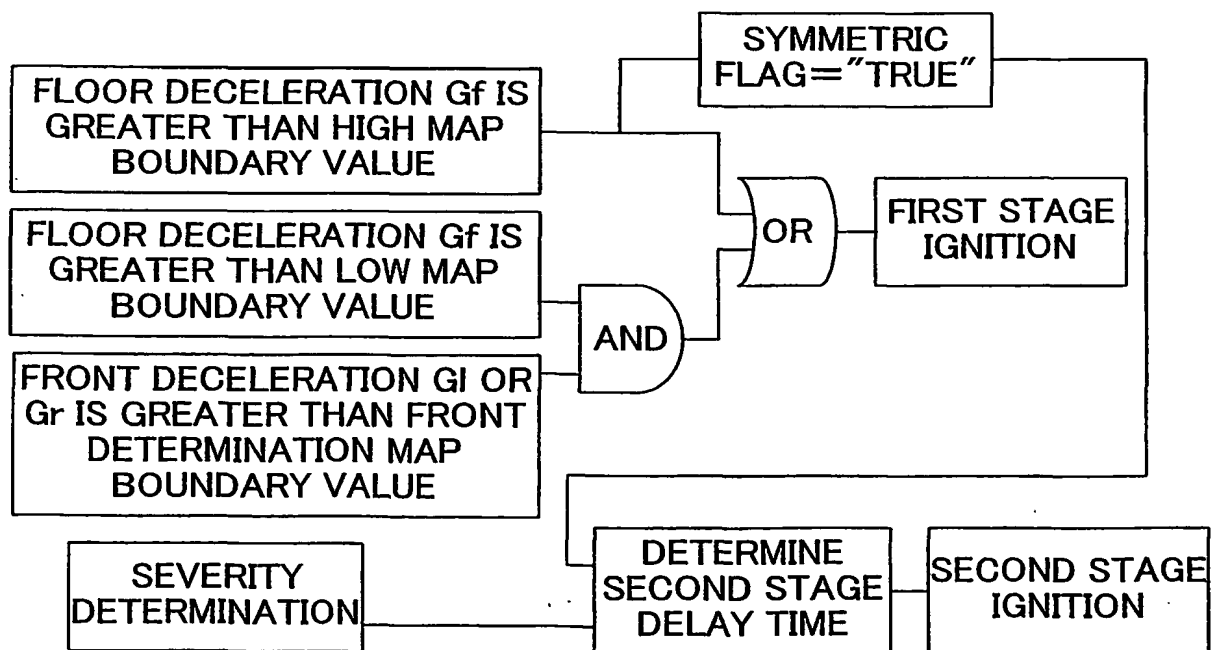 SYMMETRIC
FLAG="TRUE"
FLOOR DECELERATION Gf IS
GREATER THAN HIGH MAP
BOUNDARY VALUE
FLOOR DECELERATION Gf IS
GREATER THAN LOW MAP
BOUNDARY VALUE
FRONT DECELERATION Gl OR
Gr IS GREATER THAN FRONT
DETERMINATION MAP
BOUNDARY VALUE
AND
OR
FIRST STAGE
IGNITION
SEVERITY
DETERMINATION
DETERMINE
SECOND STAGE
DELAY TIME
SECOND STAGE
IGNITION